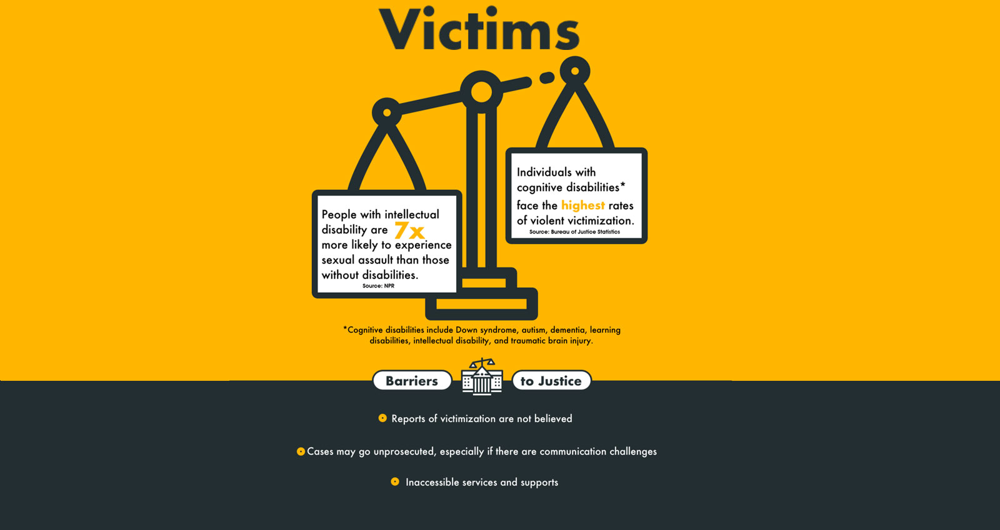 Victims
People with intellectual
disability are 7x
more likely to experience
sexual assault than those
without disabilities.
Source: NPR
Individuals with
cognitive disabilities*
face the highest rates
of violent victimization.
Source: Bureau of Justice Statistics
*Cognitive disabilities include Down syndrome, autism, dementia, learning
disabilities, intellectual disability, and traumatic brain injury.
Barriers to Justice
Reports of victimization are not believed
Cases may go unprosecuted, especially if there are communication challenges
Inaccessible services and supports